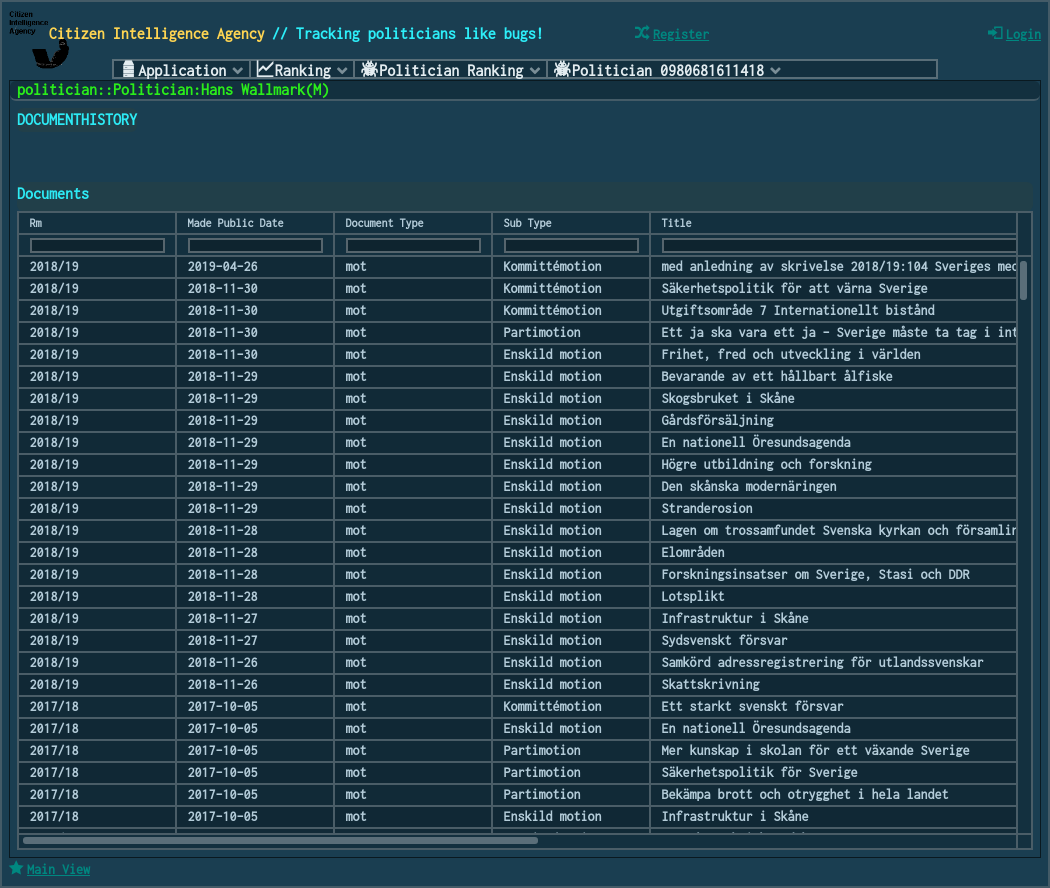 Citizen
Intelligence
Agency
Citizen Intelligence Agency // Tracking politicians like bugs!
Register
Login
Application Ranking Politician Ranking Politician 0980681611418
politician::Politician:Hans Wallmark(M)
DOCUMENTHISTORY
Documents
Rm Made Public Date Document Type Sub Type Title
2018/19 2019-04-26 mot Kommittémotion med anledning av skrivelse 2018/19:104 Sveriges med
2018/19 2018-11-30 mot Kommittémotion Säkerhetspolitik för att värna Sverige
2018/19 2018-11-30 mot Kommittémotion Utgiftsområde 7 Internationellt bistånd
2018/19 2018-11-30 mot Partimotion Ett ja ska vara ett ja – Sverige måste ta tag i int
2018/19 2018-11-30 mot Enskild motion Frihet, fred och utveckling i världen
2018/19 2018-11-29 mot Enskild motion Bevarande av ett hållbart ålfiske
2018/19 2018-11-29 mot Enskild motion Skogsbruket i Skåne
2018/19 2018-11-29 mot Enskild motion Gårdsförsäljning
2018/19 2018-11-29 mot Enskild motion En nationell Öresundsagenda
2018/19 2018-11-29 mot Enskild motion Högre utbildning och forskning
2018/19 2018-11-29 mot Enskild motion Den skånska modernäringen
2018/19 2018-11-29 mot Enskild motion Stranderosion
2018/19 2018-11-28 mot Enskild motion Lagen om trossamfundet Svenska kyrkan och församlin
2018/19 2018-11-28 mot Enskild motion Elområden
2018/19 2018-11-28 mot Enskild motion Forskningsinsatser om Sverige, Stasi och DDR
2018/19 2018-11-28 mot Enskild motion Lotsplikt
2018/19 2018-11-27 mot Enskild motion Infrastruktur i Skåne
2018/19 2018-11-27 mot Enskild motion Sydsvenskt försvar
2018/19 2018-11-26 mot Enskild motion Samkörd adressregistrering för utlandssvenskar
2018/19 2018-11-26 mot Enskild motion Skattskrivning
2017/18 2017-10-05 mot Kommittémotion Ett starkt svenskt försvar
2017/18 2017-10-05 mot Enskild motion En nationell Öresundsagenda
2017/18 2017-10-05 mot Partimotion Mer kunskap i skolan för ett växande Sverige
2017/18 2017-10-05 mot Partimotion Säkerhetspolitik för Sverige
2017/18 2017-10-05 mot Partimotion Bekämpa brott och otrygghet i hela landet
2017/18 2017-10-05 mot Enskild motion Infrastruktur i Skåne
Main View